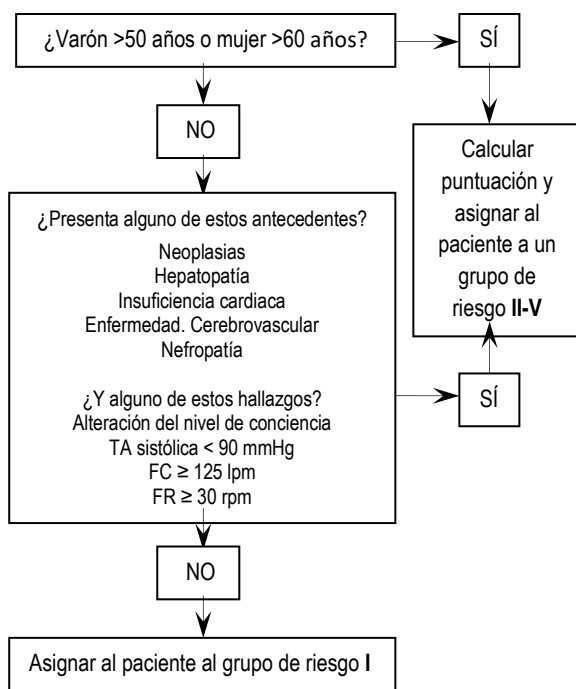 ¿Varón >50 años o mujer >60 años?
SÍ
NO
Calcular
puntuación y
asignar al
paciente a un
grupo de
riesgo II-V
¿Presenta alguno de estos antecedentes?
Neoplasias
Hepatopatía
Insuficiencia cardiaca
Enfermedad. Cerebrovascular
Nefropatía
¿Y alguno de estos hallazgos?
Alteración del nivel de conciencia
TA sistólica < 90 mmHg
FC ≥ 125 lpm
FR ≥ 30 rpm
SÍ
NO
Asignar al paciente al grupo de riesgo I